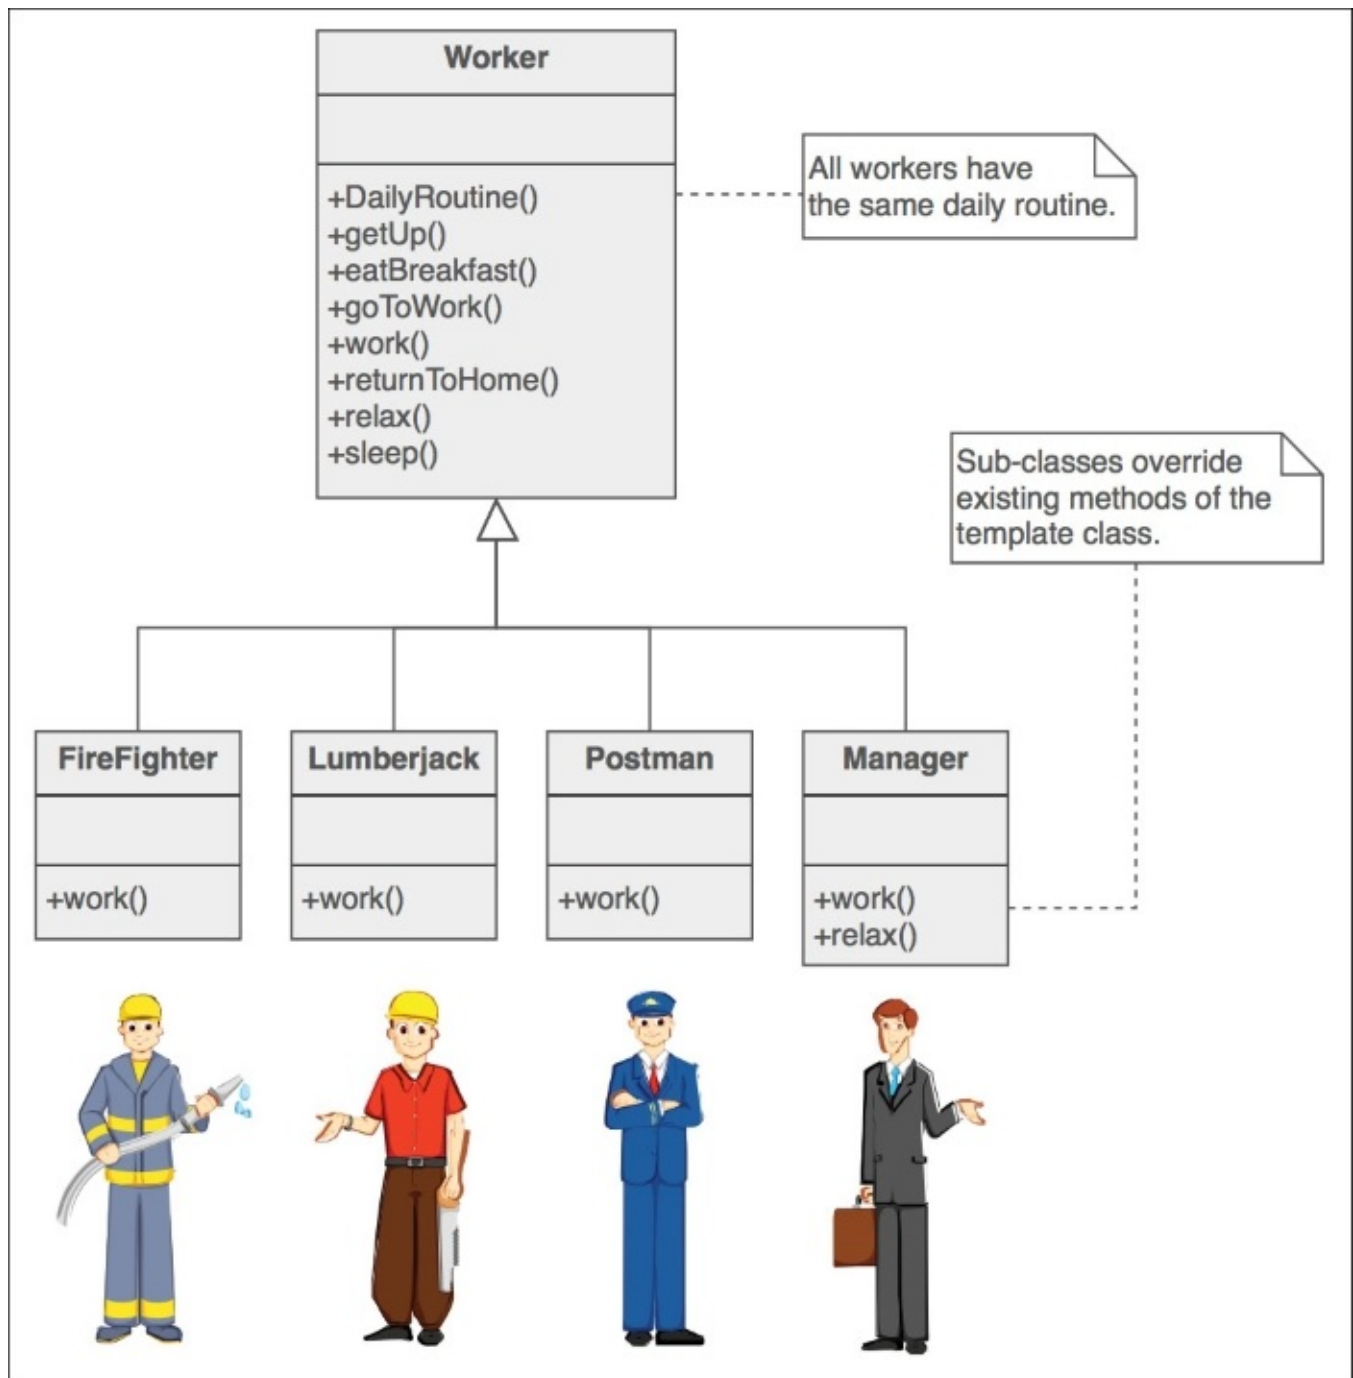 Worker
+DailyRoutine()
+getUp()
+eatBreakfast()
+goToWork()
+work()
+returnToHome()
+relax()
+sleep()
All workers have
the same daily routine.
Sub-classes override
existing methods of the
template class.
FireFighter
+work()
Lumberjack
+work()
Postman
+work()
Manager
+work()
+relax()